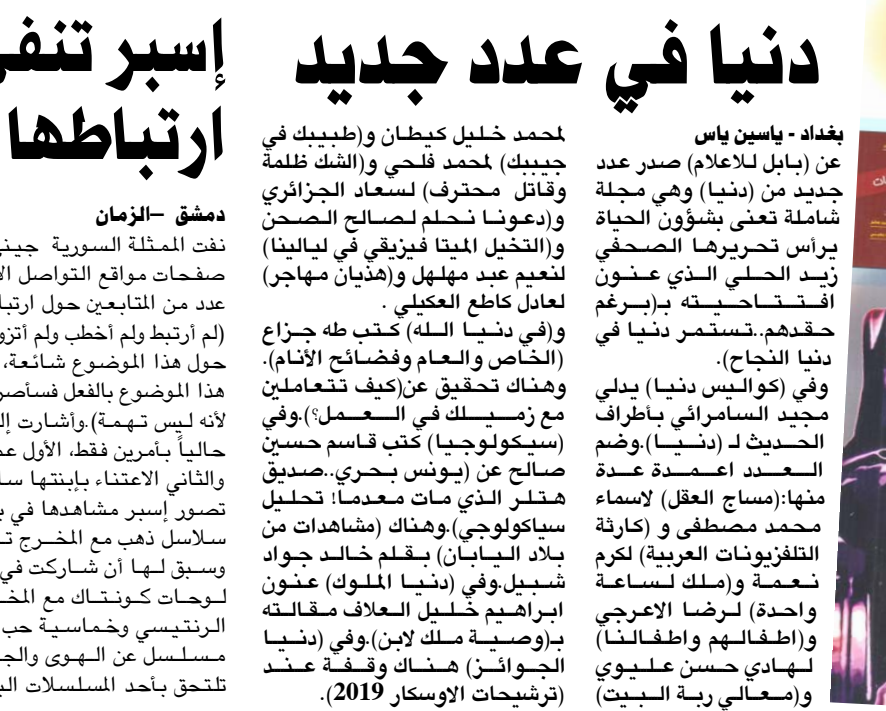 دنيا في عدد جديد
بغداد - ياسين ياس
عن (بابل للاعلام) صدر عدد
جديد من (دنيا) وهي مجلة
شاملة تعنى بشؤون الحياة
يرأس تحريرها الصحفي
زيد الحلي الذي عنون
افتتاحيته بـ(برغم
حقدهم..تستمر دنيا في
دنيا النجاح).
وفي (كواليس دنيا) يدلي
مجيد السامرائي بأطراف
الحديث لـ (دنيا).وضم
العدد اعمدة عدة
منها:(مساج العقل) لاسماء
محمد مصطفى و (كارثة
التلفزيونات العربية) لكرم
نعمة و(ملك لساعة
واحدة) لرضا الاعرجي
و(اطفالهم واطفالنا)
لهادي حسن عليوي
و(معالي ربة البيت)
لمحمد خليل كيطان و(طبيبك في
جيبك) لمحمد فلحي و(الشك ظلمة
وقاتل محترف) لسعاد الجزائري
و(دعونا نحلم لصالح الصحن
و(التخيل الميتا فيزيقي في ليالينا)
لنعيم عبد مهلهل و(هذيان مهاجر)
لعادل كاطع العكيلي .
و(في دنيا الله) كتب طه جزاع
(الخاص والعام وفضائح الأنام).
وهناك تحقيق عن(كيف تتعاملين
مع زميلك في العمل؟).وفي
(سيكولوجيا) كتب قاسم حسين
صالح عن (يونس بحري..صديق
هتلر الذي مات معدما! تحليل
سياكولوجي).وهناك (مشاهدات من
بلاد اليابان) بقلم خالد جواد
شبيل.وفي (دنيا الملوك) عنون
ابراهيم خليل العلاف مقالته
بـ(وصية ملك لابن).وفي (دنيا
الجوائز) هناك وقفة عند
(ترشيحات الاوسكار 2019).
إسبر تنفي
ارتباطها
دمشق –الزمان
نفت الممثلة السورية جيني
صفحات مواقع التواصل
عدد من المتابعين حول
(لم أرتبط ولم أخطب ولم
حول هذا الموضوع شائعة،
هذا الموضوع بالفعل
لأنه ليس تهمة).وأشارت
حالياً بأمرين فقط، الأول
والثاني الاعتناء بإبنتها
تصور إسبر مشاهدها في
سلاسل ذهب مع المخرج
وسبق لها أن شاركت في
لوحات كونتاك مع
الرنتيسي وخماسية حب
مسلسل عن الهوى
تلتحق بأحد المسلسلات